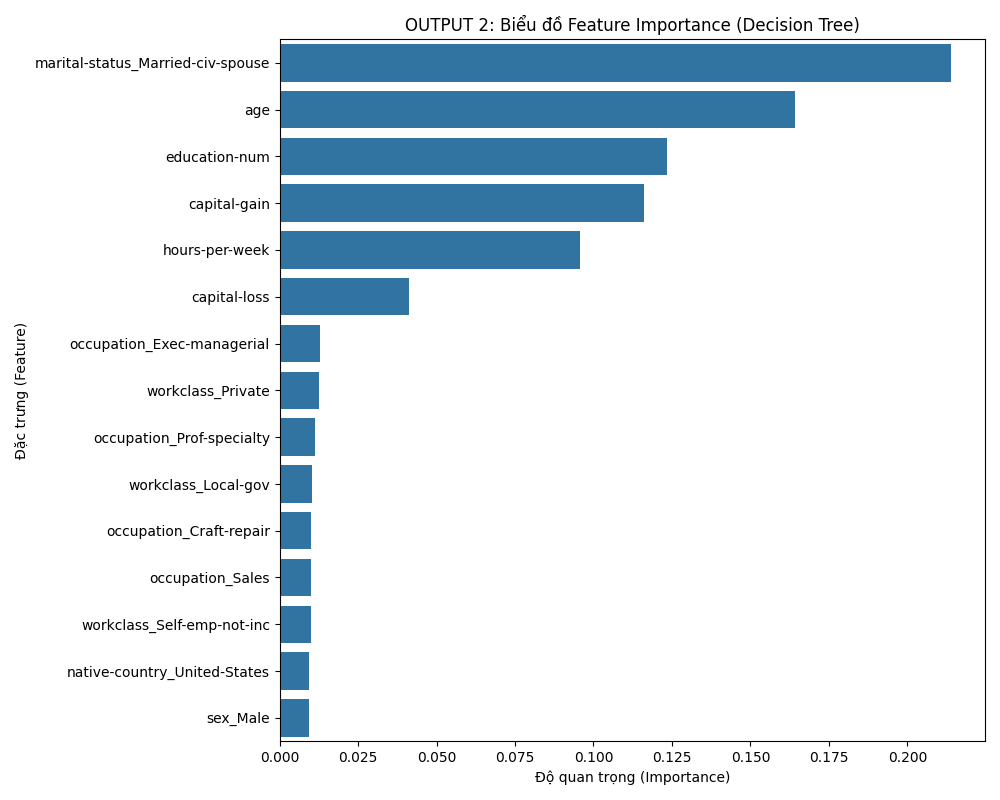 OUTPUT 2: Biểu đồ Feature Importance (Decision Tree)
Đặc trưng (Feature)
marital-status_Married-civ-spouse
age
education-num
capital-gain
hours-per-week
capital-loss
occupation_Exec-managerial
workclass_Private
occupation_Prof-specialty
workclass_Local-gov
occupation_Craft-repair
occupation_Sales
workclass_Self-emp-not-inc
native-country_United-States
sex_Male
0.000 0.025 0.050 0.075 0.100 0.125 0.150 0.175 0.200
Độ quan trọng (Importance)